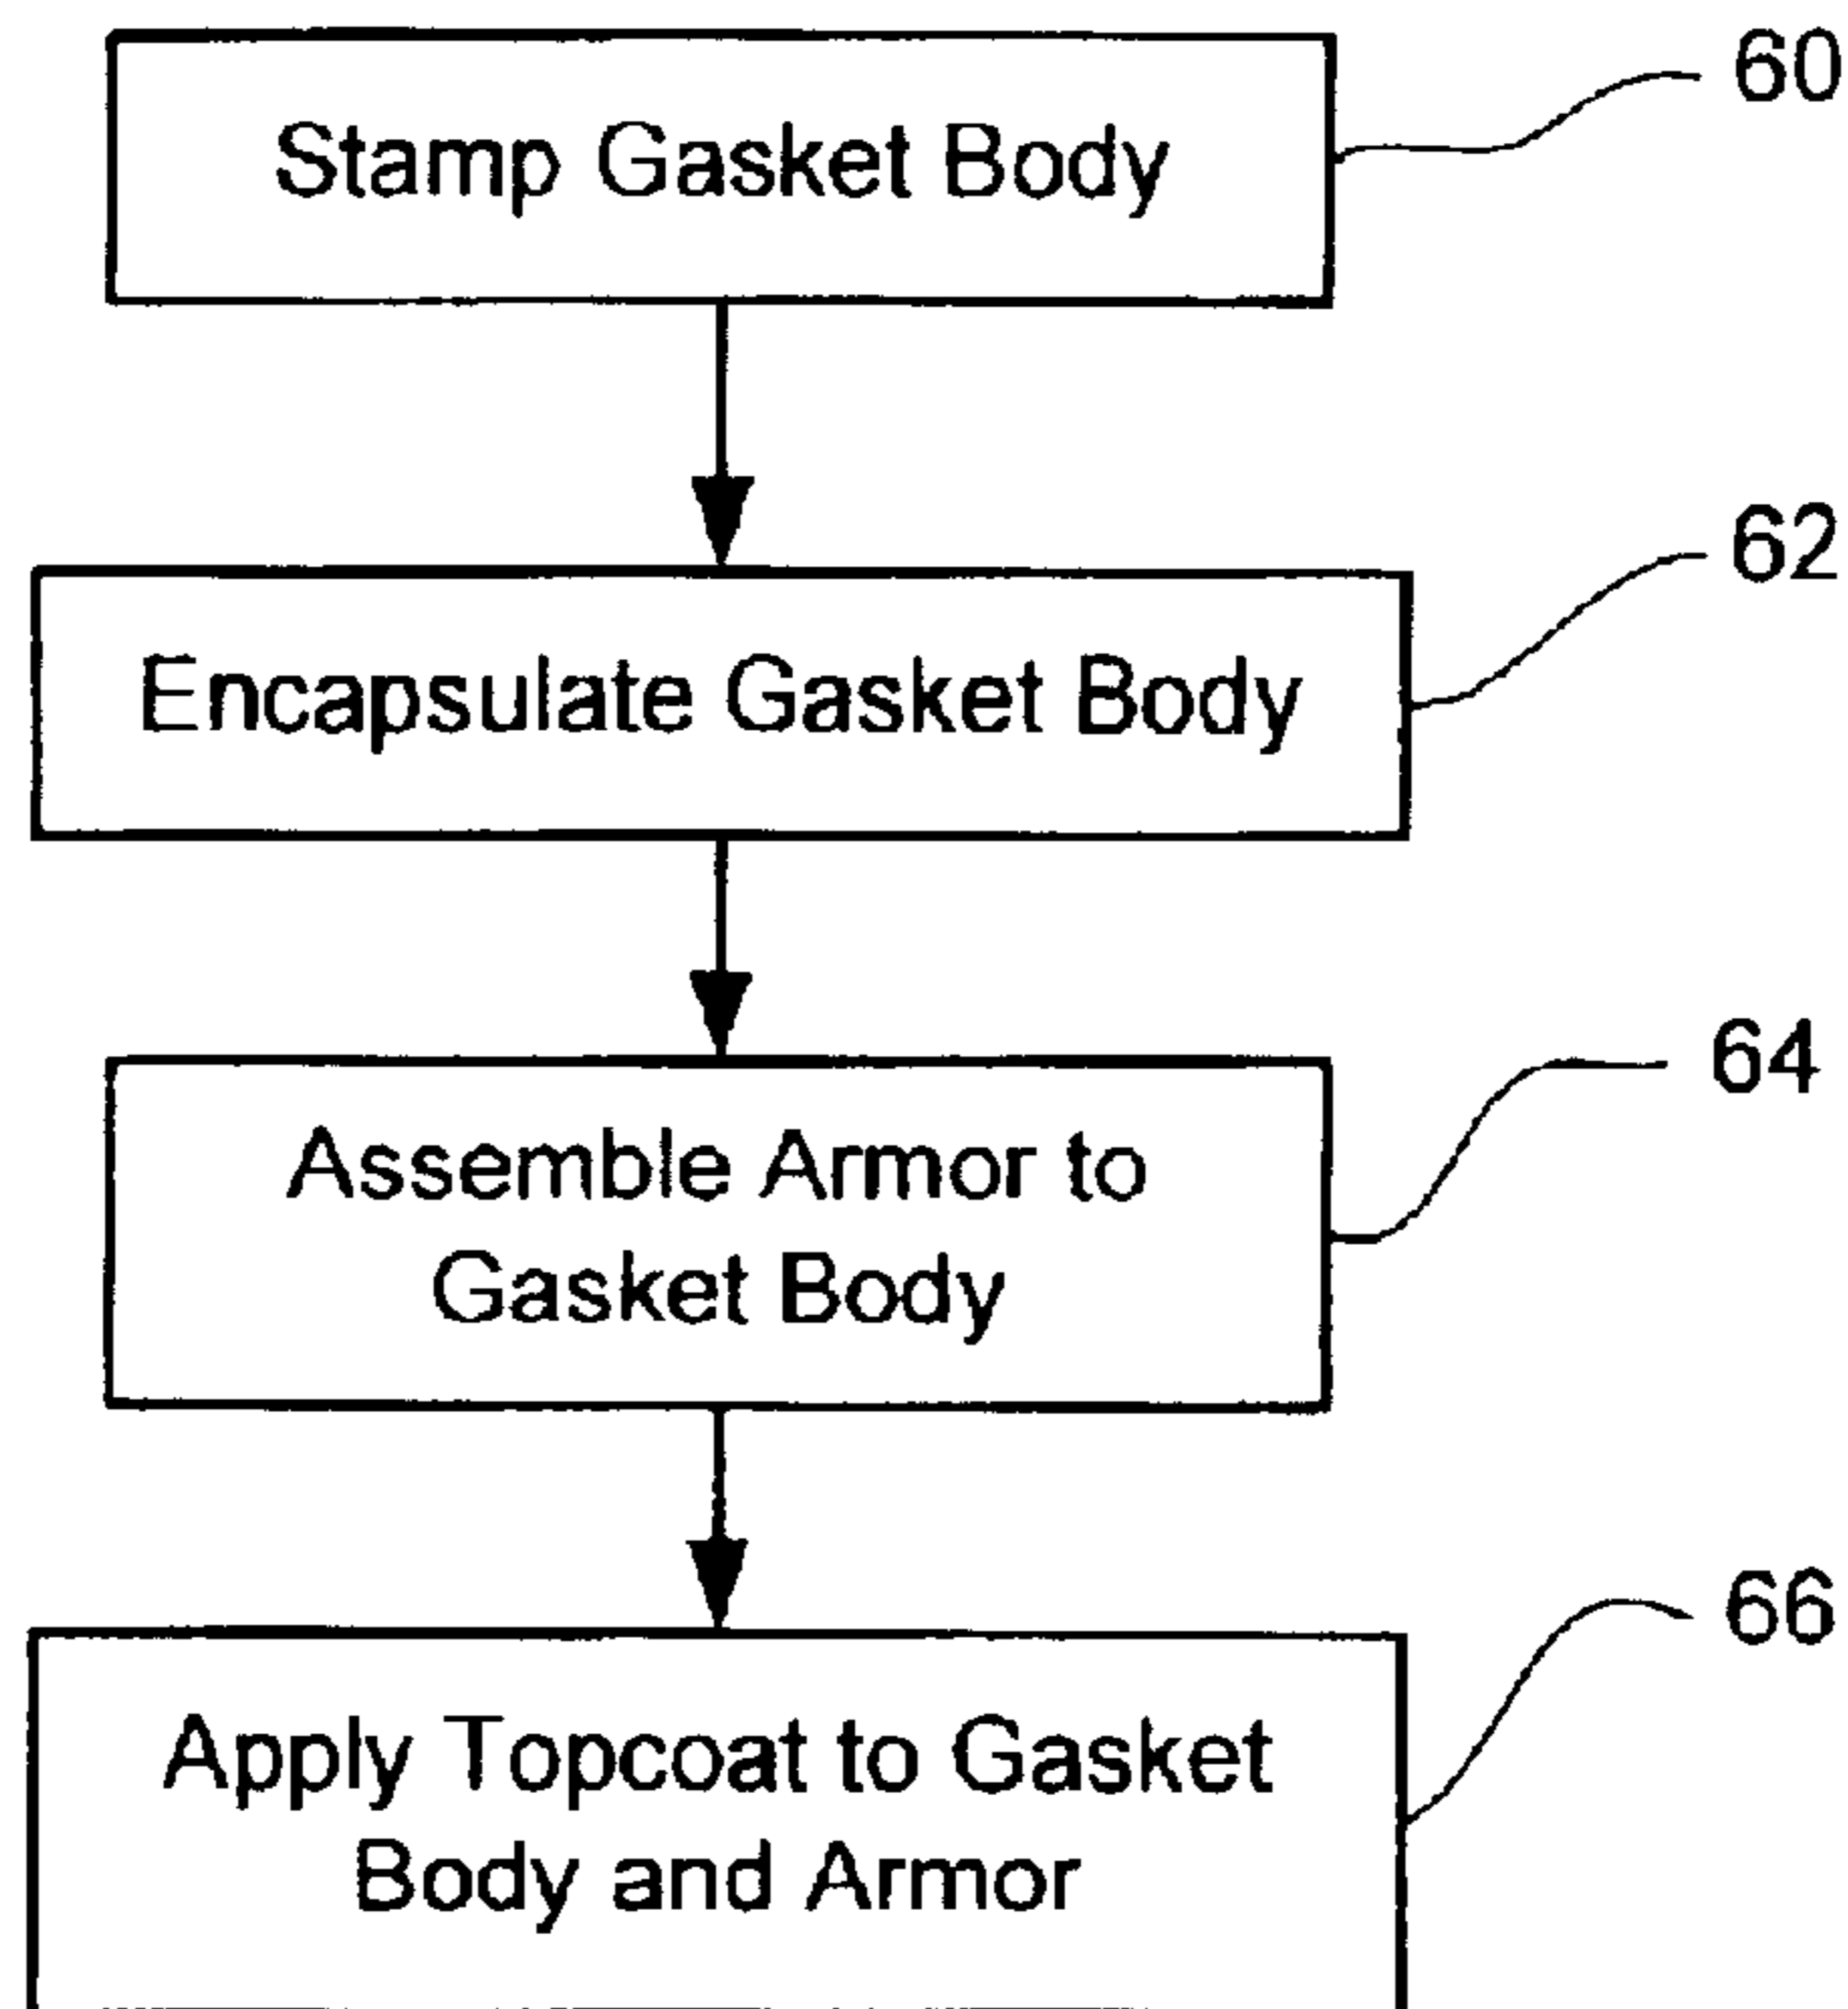 Stamp Gasket Body
60
Encapsulate Gasket Body
62
Assemble Armor to
Gasket Body
64
Apply Topcoat to Gasket
Body and Armor
66